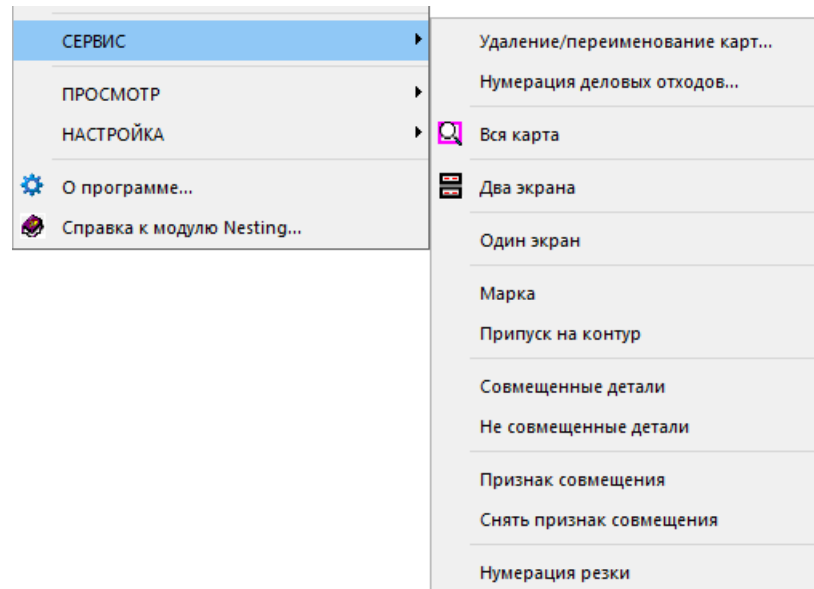 СЕРВИС
ПРОСМОТР
НАСТРОЙКА
О программе...
Справка к модулю Nesting...
Удаление/переименование карт...
Нумерация деловых отходов...
Вся карта
Два экрана
Один экран
Марка
Припуск на контур
Совмещенные детали
Не совмещенные детали
Признак совмещения
Снять признак совмещения
Нумерация резки